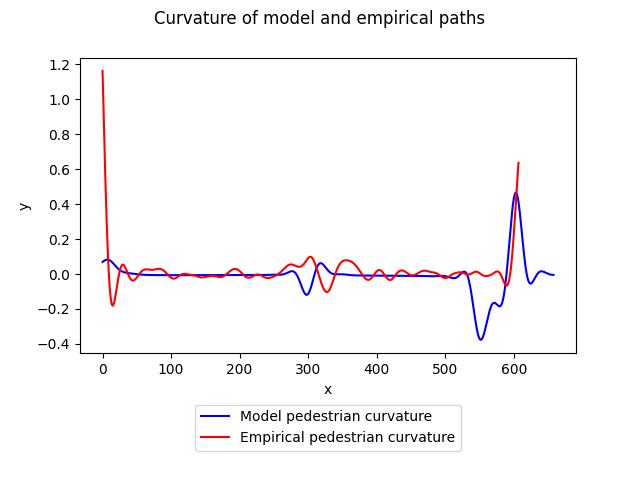 Curvature of model and empirical paths
1.2
1.0
0.8
0.6
0.4
0.2
0.0
−0.2
−0.4
y
0 100 200 300 400 500 600
x
Model pedestrian curvature
Empirical pedestrian curvature